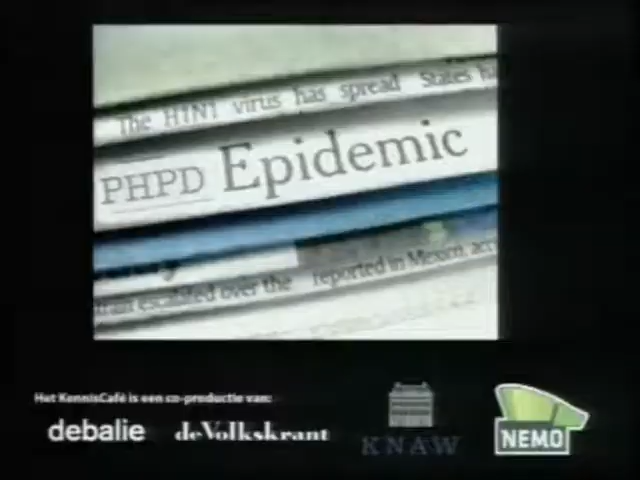 The H1N1 virus has spread States ha
PHPD Epidemic
escalated over the reported in Mexico, acr
Het KennisCafé is een co-productie van:
debalie deVolkskrant KNAW NEMO